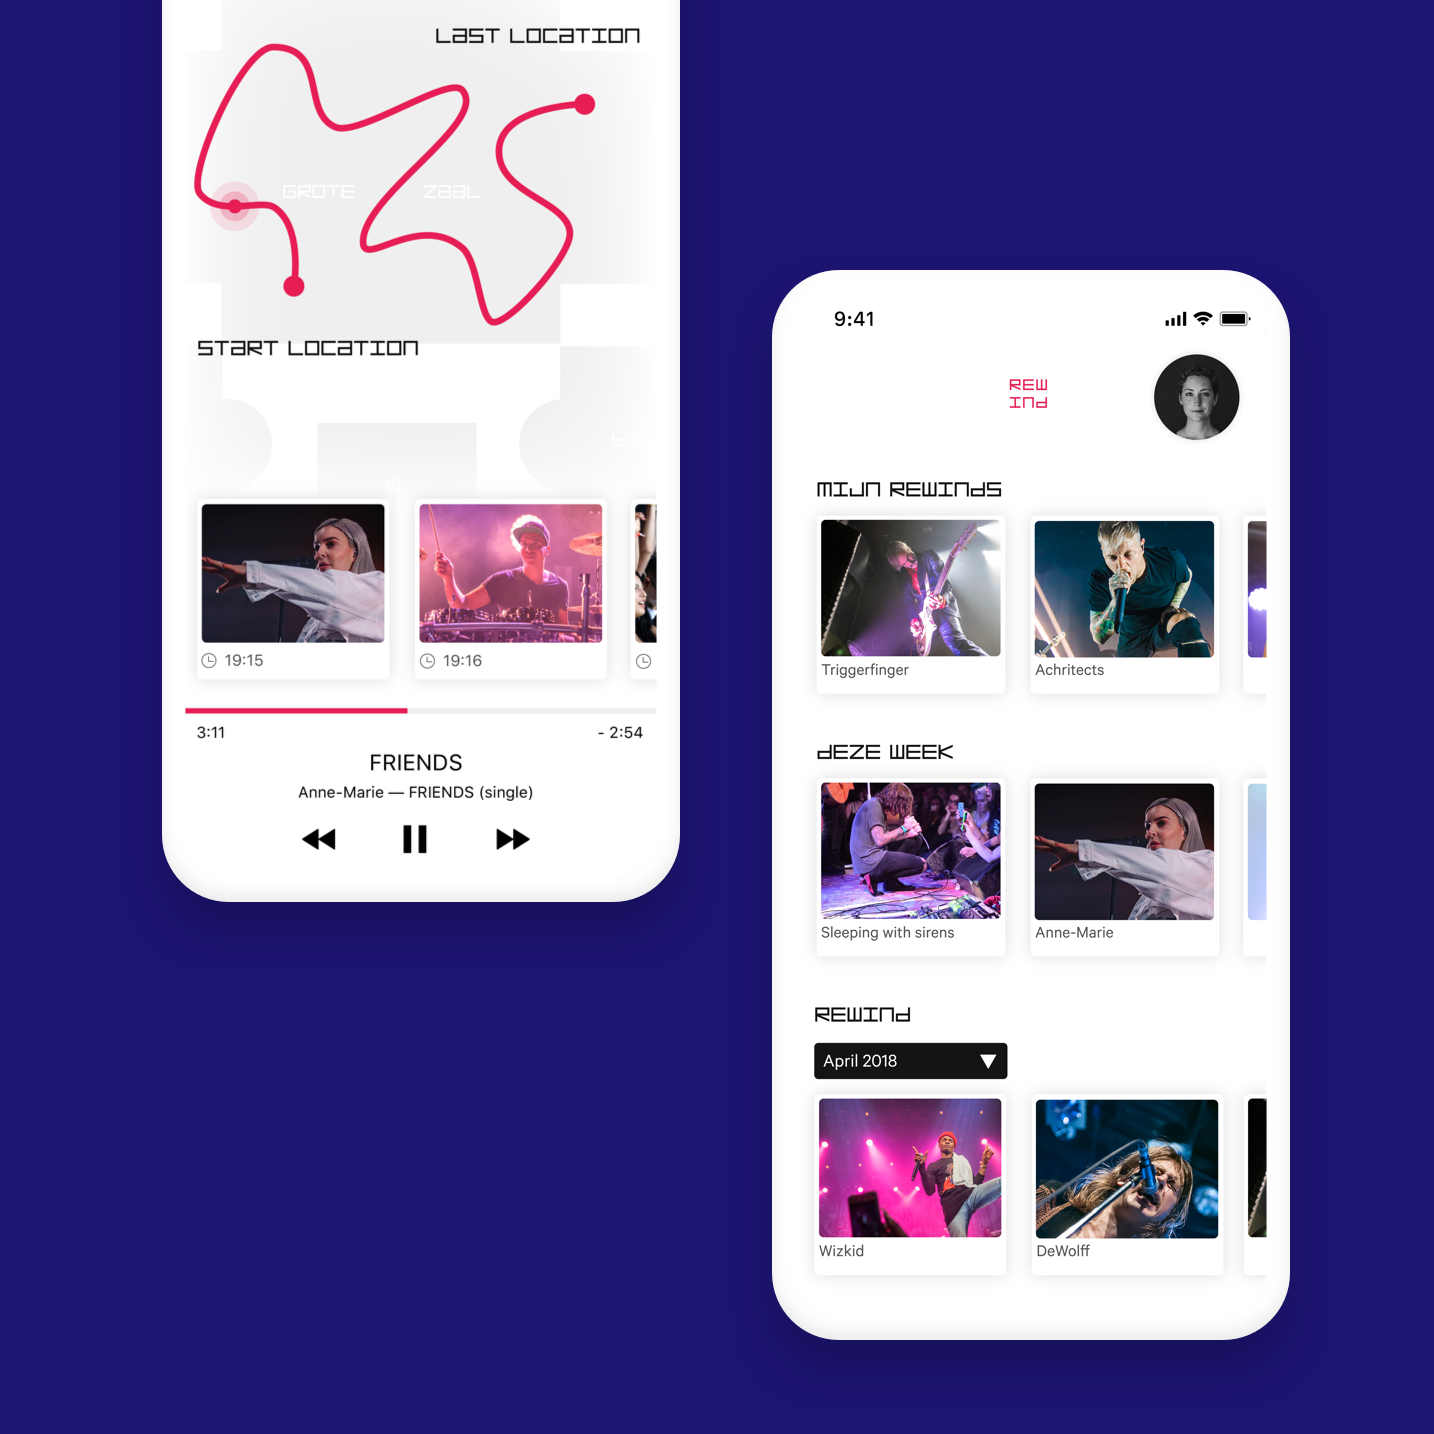 LAST LOCATION
GROTE ZAAL
START LOCATION
19:15
19:16
3:11
- 2:54
FRIENDS
Anne-Marie — FRIENDS (single)
9:41
REW
INd
MIJN REWINdS
Triggerfinger
Achritects
dEZE WEEK
Sleeping with sirens
Anne-Marie
REWINd
April 2018
Wizkid
DeWolff